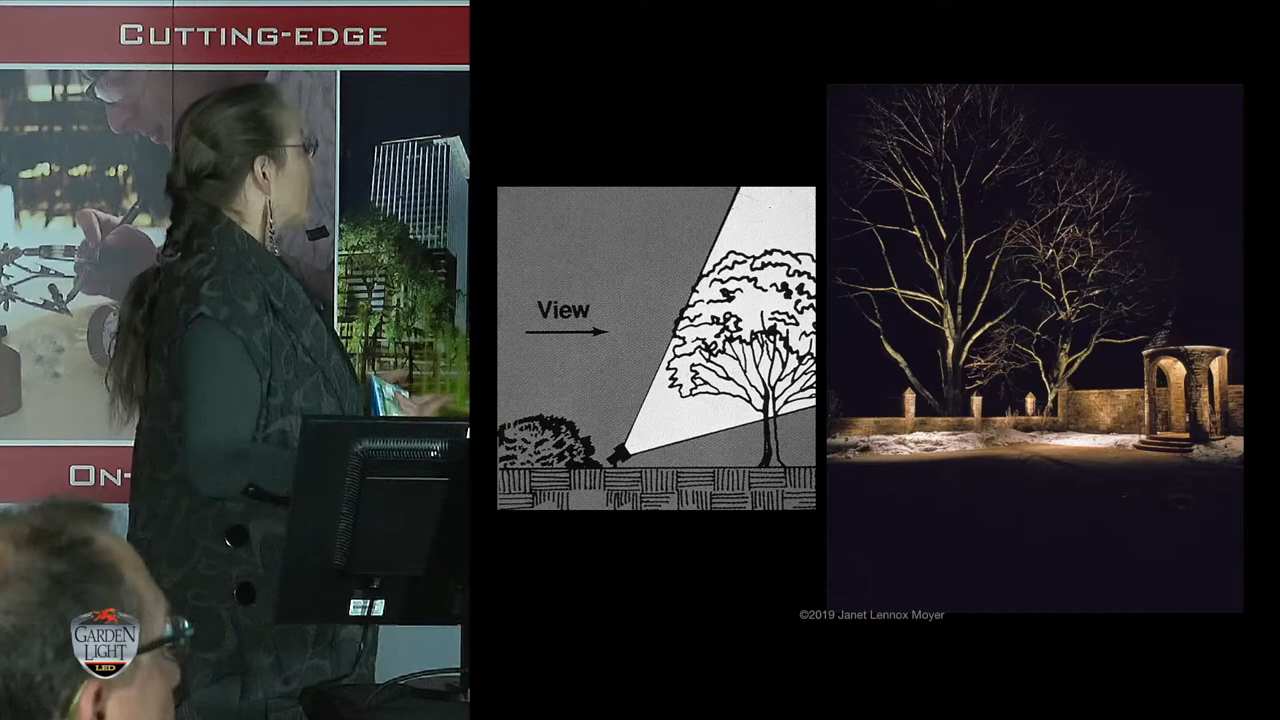 CUTTING-EDGE
ON-
View
©2019 Janet Lennox Moyer
GARDEN
LIGHT
LED